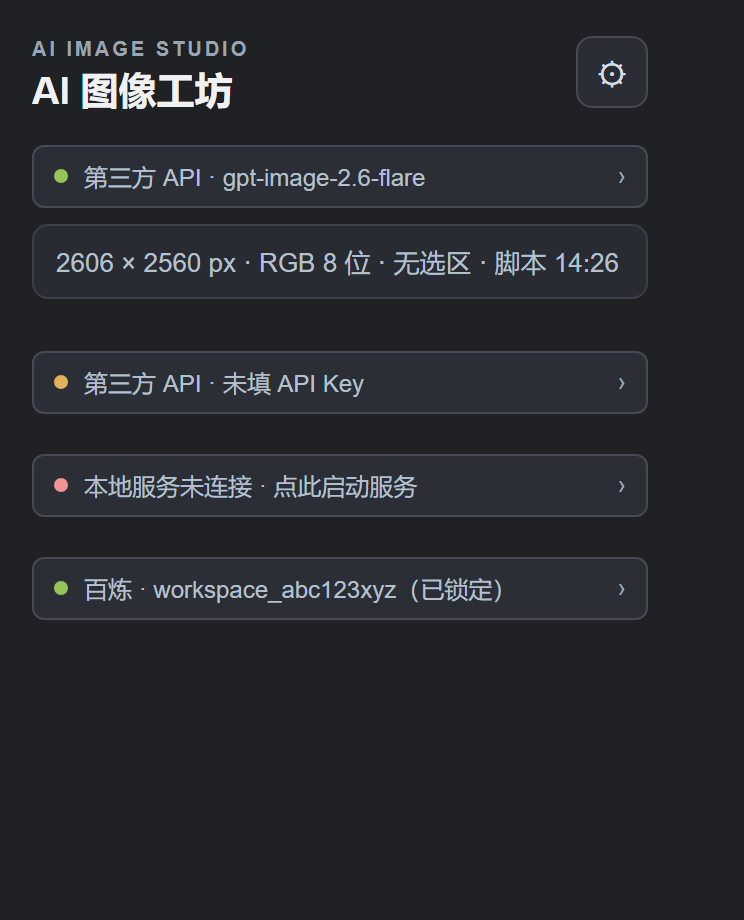 AI IMAGE STUDIO
AI 图像工坊
第三方 API · gpt-image-2.6-flare
2606 × 2560 px · RGB 8 位 · 无选区 · 脚本 14:26
第三方 API · 未填 API Key
本地服务未连接 · 点此启动服务
百炼 · workspace_abc123xyz（已锁定）